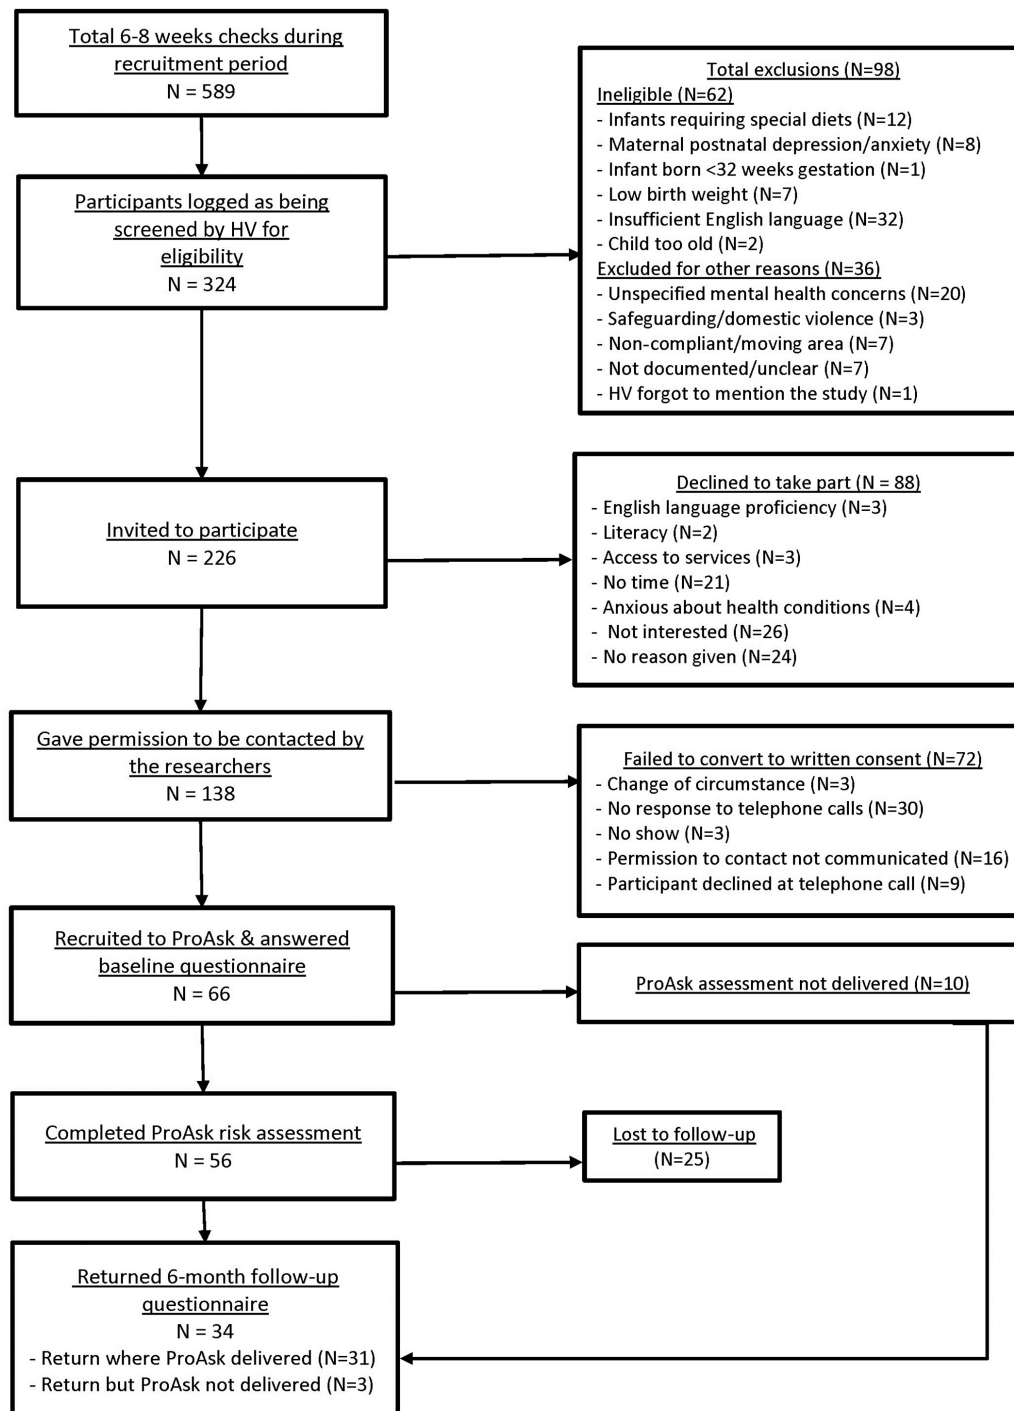 Total 6-8 weeks checks during
recruitment period
N = 589
Total exclusions (N=98)
Ineligible (N=62)
- Infants requiring special diets (N=12)
- Maternal postnatal depression/anxiety (N=8)
- Infant born <32 weeks gestation (N=1)
- Low birth weight (N=7)
- Insufficient English language (N=32)
- Child too old (N=2)
Excluded for other reasons (N=36)
- Unspecified mental health concerns (N=20)
- Safeguarding/domestic violence (N=3)
- Non-compliant/moving area (N=7)
- Not documented/unclear (N=7)
- HV forgot to mention the study (N=1)
Participants logged as being
screened by HV for
eligibility
N = 324
Invited to participate
N = 226
Declined to take part (N = 88)
- English language proficiency (N=3)
- Literacy (N=2)
- Access to services (N=3)
- No time (N=21)
- Anxious about health conditions (N=4)
- Not interested (N=26)
- No reason given (N=24)
Gave permission to be contacted by
the researchers
N = 138
Failed to convert to written consent (N=72)
- Change of circumstance (N=3)
- No response to telephone calls (N=30)
- No show (N=3)
- Permission to contact not communicated (N=16)
- Participant declined at telephone call (N=9)
Recruited to ProAsk & answered
baseline questionnaire
N = 66
ProAsk assessment not delivered (N=10)
Completed ProAsk risk assessment
N = 56
Lost to follow-up
(N=25)
Returned 6-month follow-up
questionnaire
N = 34
- Return where ProAsk delivered (N=31)
- Return but ProAsk not delivered (N=3)